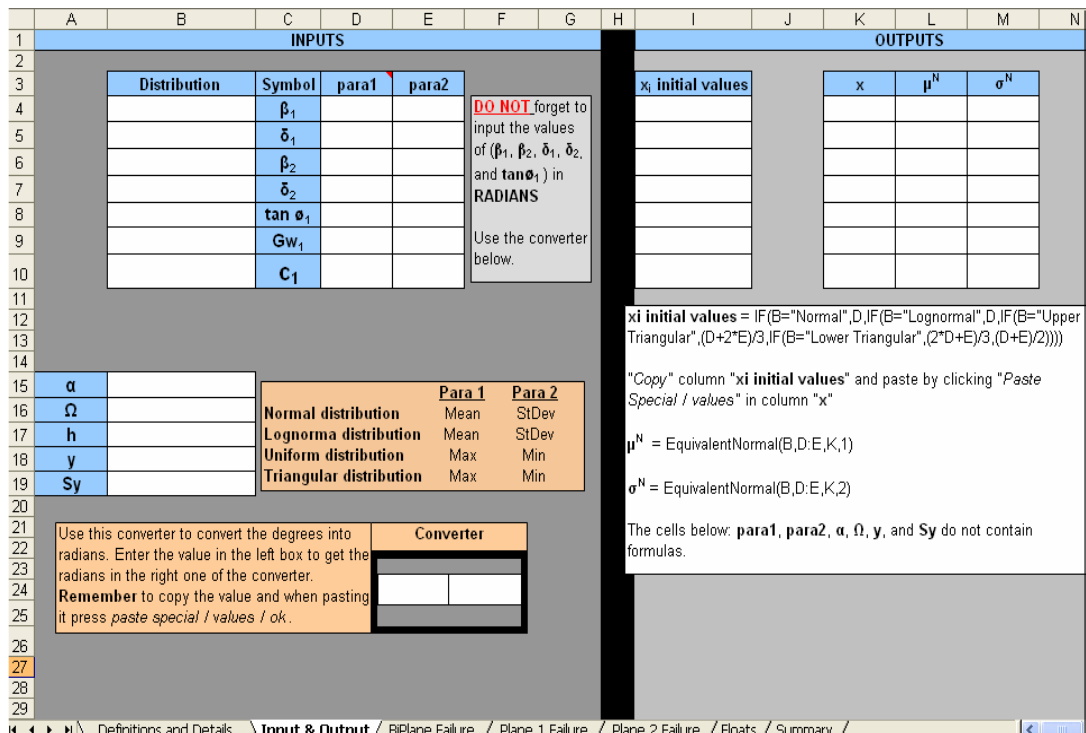 A B C D E F G H I J K L M N
1 INPUTS OUTPUTS
2
3 Distribution Symbol para1 para2 xᵢ initial values x μᴺ σᴺ
4 β₁
5 δ₁
6 β₂
7 δ₂
8 tan ø₁
9 Gw₁
10 C₁
DO NOT forget to
input the values
of (β₁, β₂, δ₁, δ₂,
and tanø₁ ) in
RADIANS
Use the converter
below.
11
12
13
14
xi initial values = IF(B="Normal",D,IF(B="Lognormal",D,IF(B="Upper
Triangular",(D+2*E)/3,IF(B="Lower Triangular",(2*D+E)/3,(D+E)/2))))
"Copy" column "xi initial values" and paste by clicking "Paste
Special / values" in column "x"
μᴺ = EquivalentNormal(B,D:E,K,1)
σᴺ = EquivalentNormal(B,D:E,K,2)
The cells below: para1, para2, α, Ω, y, and Sy do not contain
formulas.
15 α
16 Ω
17 h
18 y
19 Sy
Para 1 Para 2
Normal distribution Mean StDev
Lognorma distribution Mean StDev
Uniform distribution Max Min
Triangular distribution Max Min
20
21
22
23
24
25
Use this converter to convert the degrees into
radians. Enter the value in the left box to get the
radians in the right one of the converter.
Remember to copy the value and when pasting
it press paste special / values / ok.
Converter
26
27
28
29
Definitions and Details Input & Output BiPlane Failure Plane 1 Failure Plane 2 Failure Floats Summary